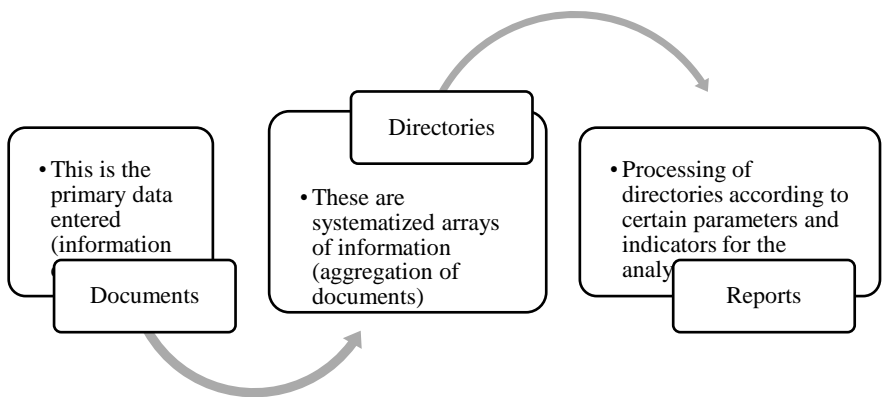 • This is the
primary data
entered
(information
Documents
Directories
• These are
systematized arrays
of information
(aggregation of
documents)
• Processing of
directories according to
certain parameters and
indicators for the
Reports